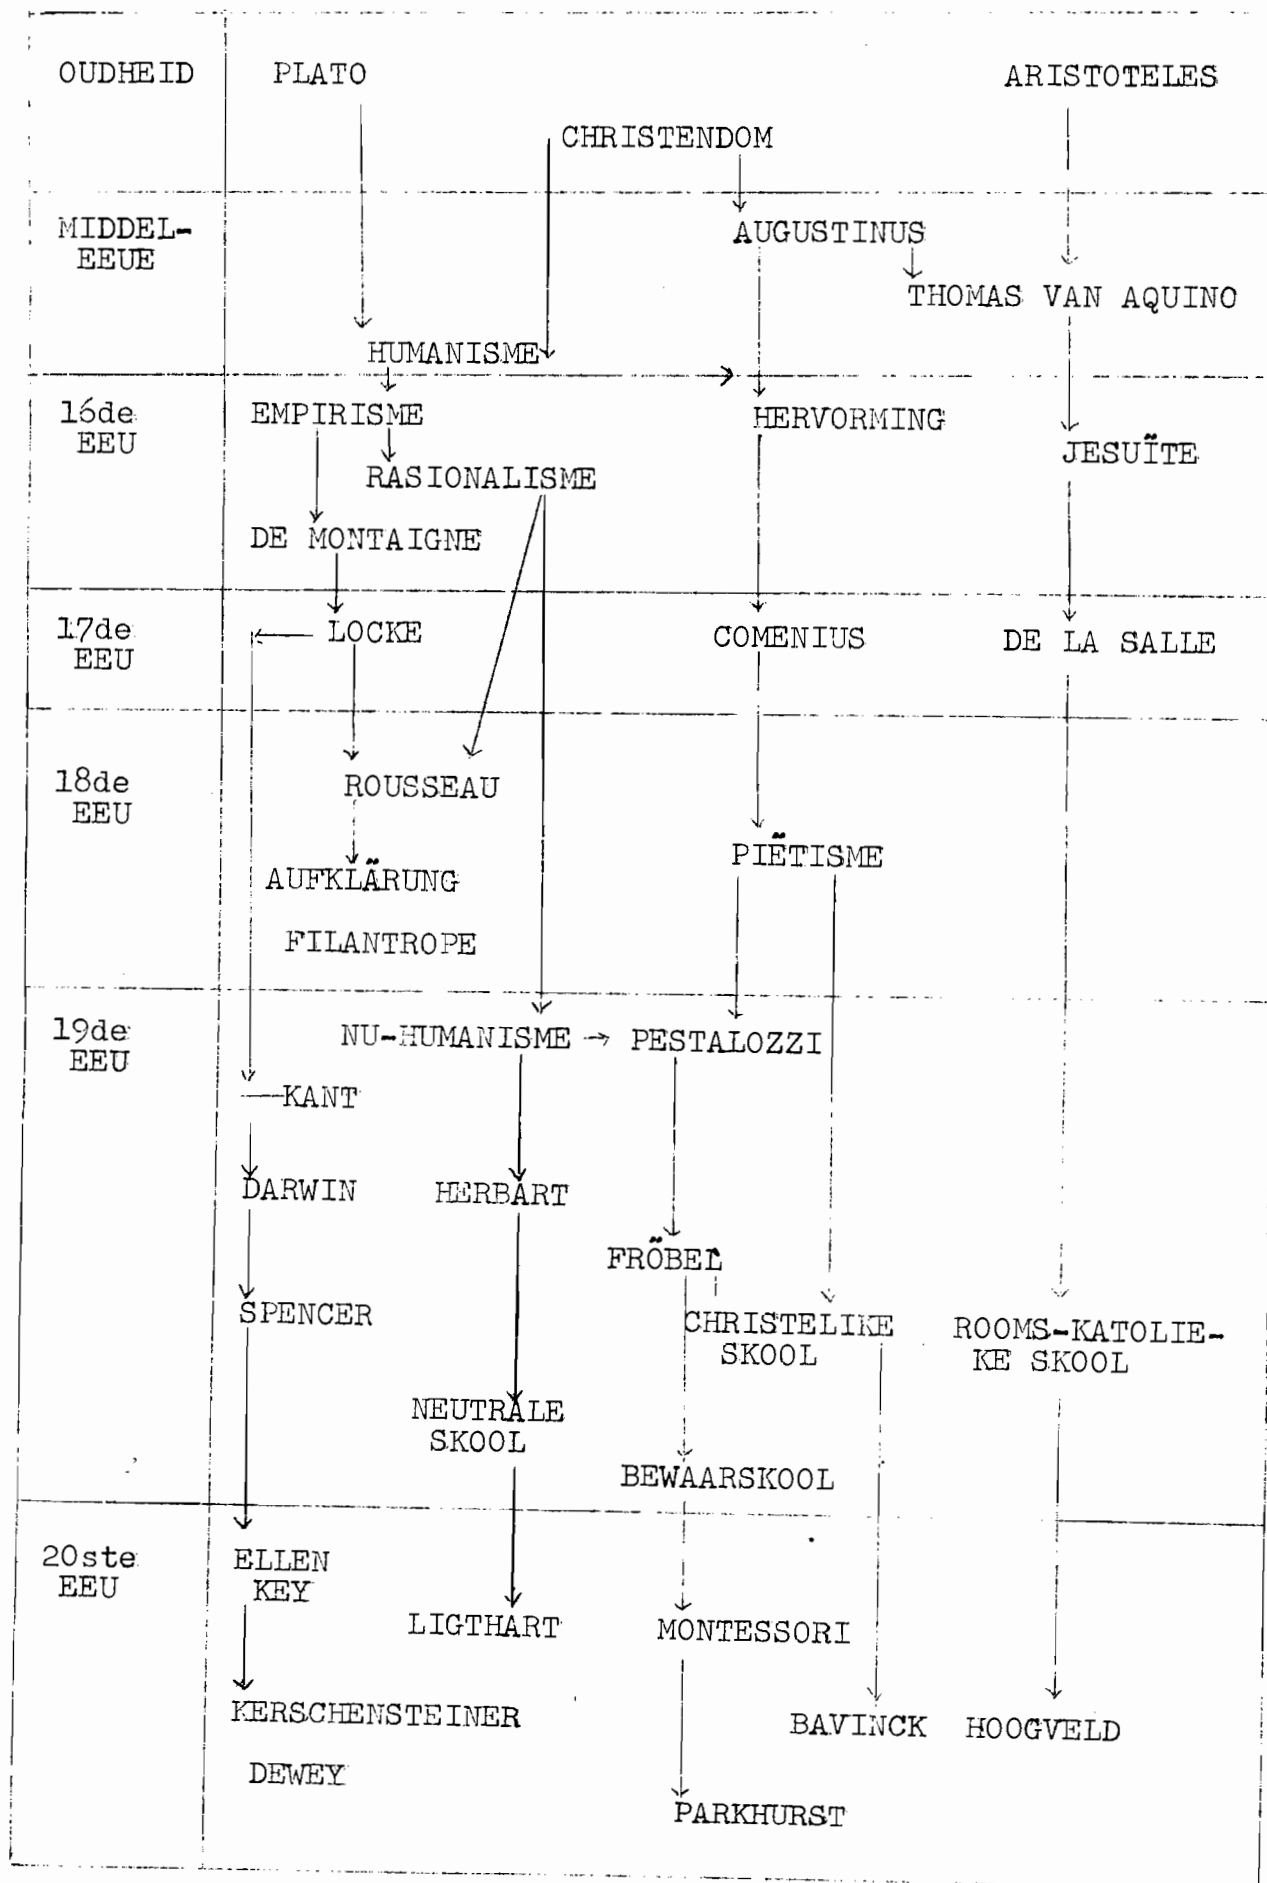 OUDHEID PLATO ARISTOTELES
CHRISTENDOM
MIDDEL-
EEUE
AUGUSTINUS
THOMAS VAN AQUINO
HUMANISME
16de
EEU
EMPIRISME
HERVORMING
JESUÏTE
RASIONALISME
DE MONTAIGNE
17de
EEU
LOCKE
COMENIUS
DE LA SALLE
18de
EEU
ROUSSEAU
PIËTISME
AUFKLÄRUNG
FILANTROPE
19de
EEU
NU-HUMANISME
PESTALOZZI
KANT
DARWIN
HERBART
FRÖBEL
SPENCER
CHRISTELIKE
SKOOL
ROOMS-KATOLIE-
KE SKOOL
NEUTRALE
SKOOL
BEWAARSKOOL
20ste
EEU
ELLEN
KEY
LIGTHART
MONTESSORI
KERSCHENSTEINER
BAVINCK
HOOGVELD
DEWEY
PARKHURST